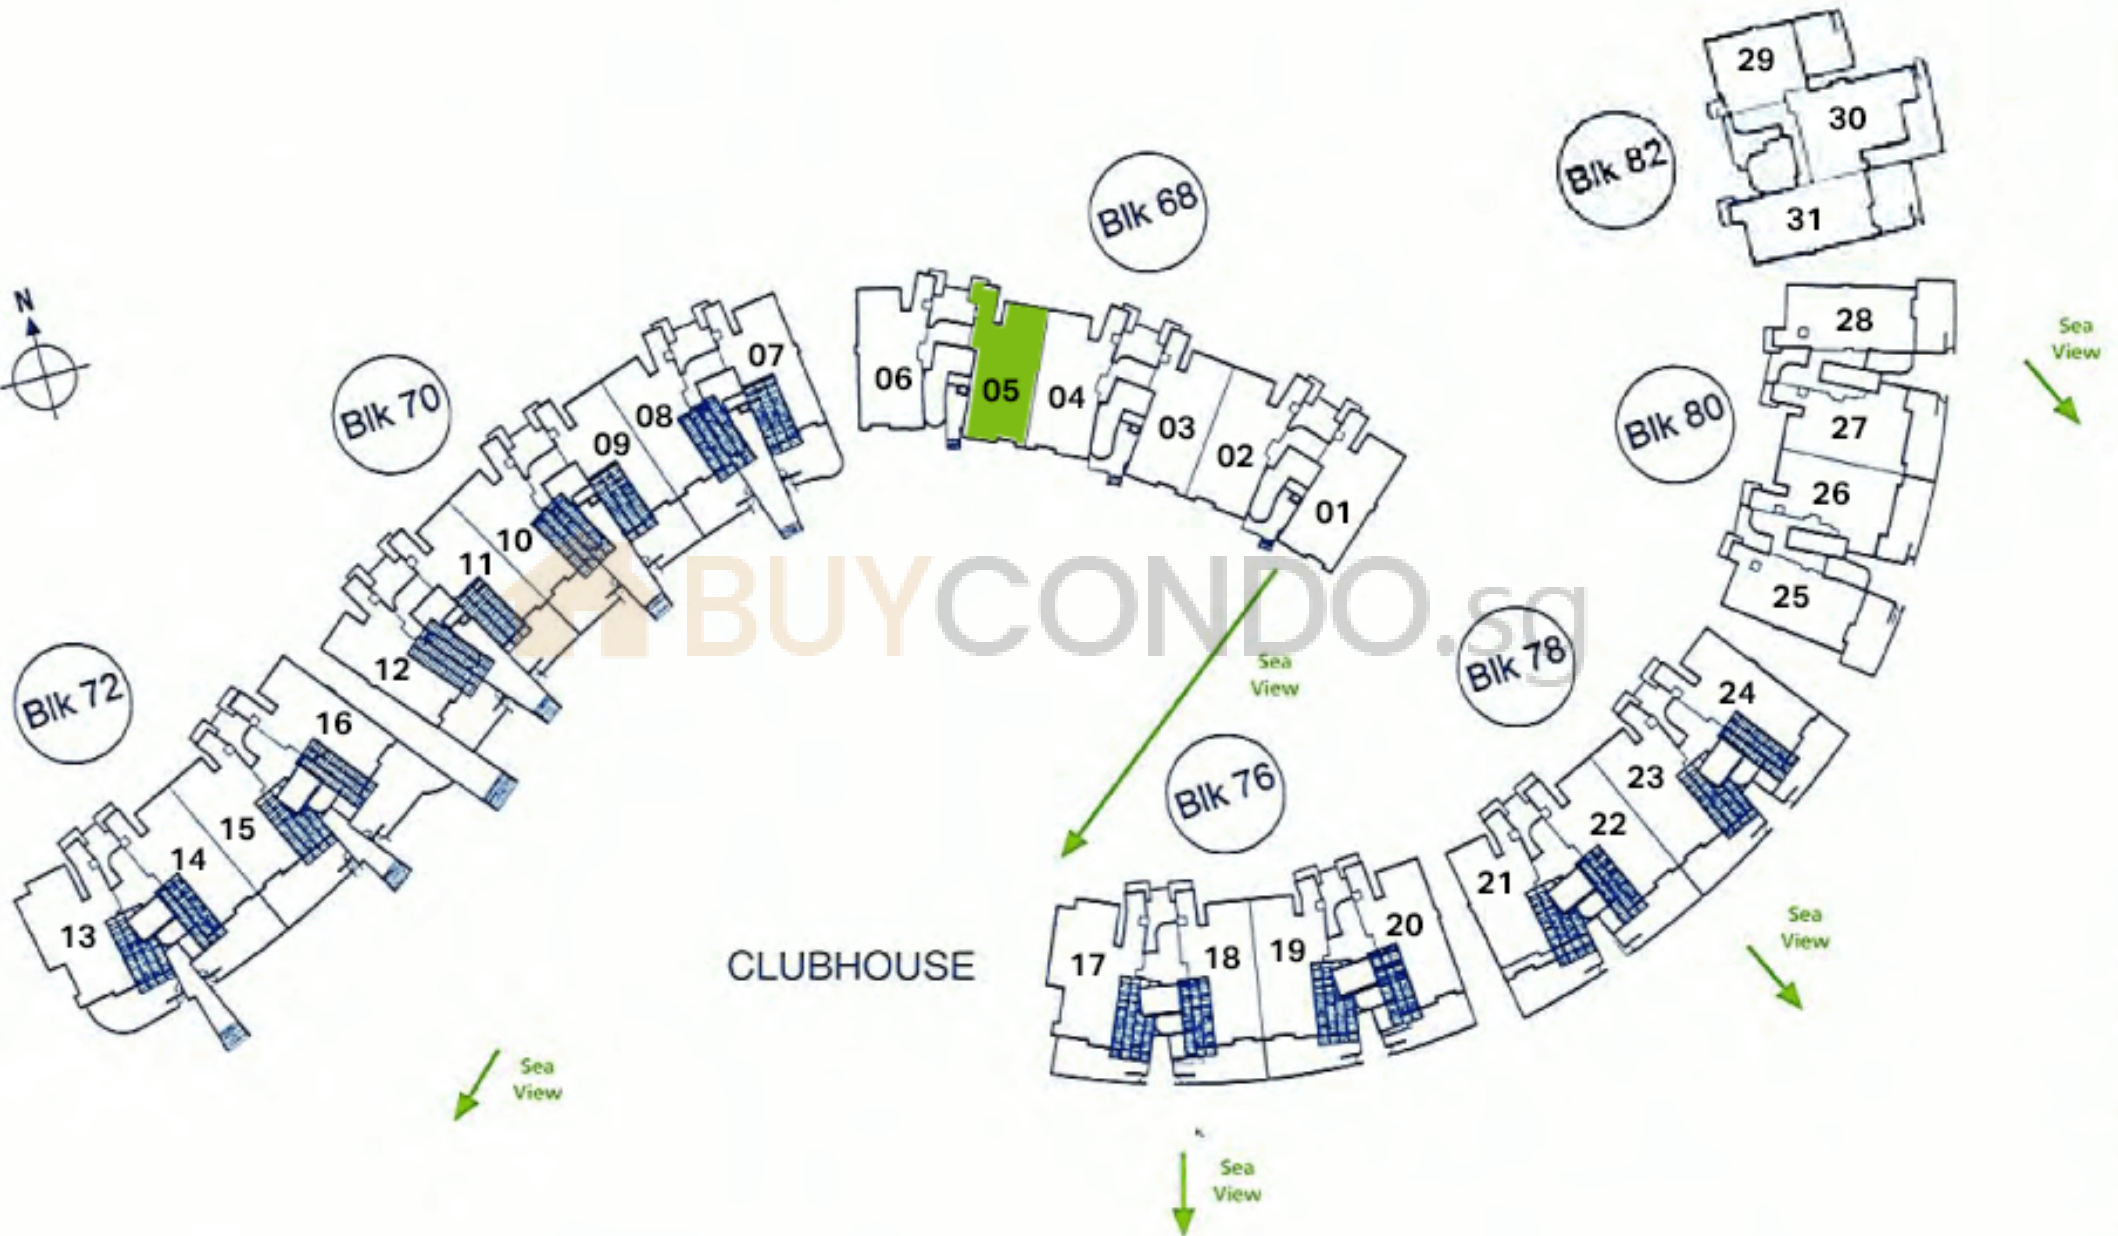 29
30
Blk 82
31
Blk 68
N
28
Sea
View
07
06
05
04
Blk 70
08
09
03
02
Blk 80
27
26
01
10
11
BUYCONDO.sg
25
12
Blk 72
Sea
View
Blk 78
24
16
15
14
13
Blk 76
23
22
21
20
19
18
17
CLUBHOUSE
Sea
View
Sea
View
Sea
View